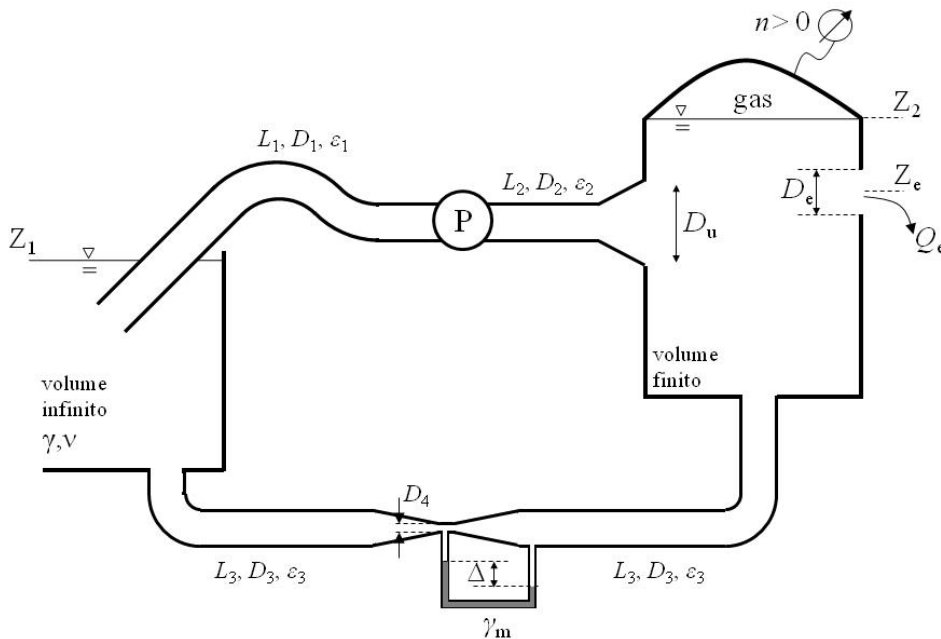 n > 0
gas
Z₂
L₁, D₁, ε₁
L₂, D₂, ε₂
Zₑ
Dₑ
P
Dᵤ
Z₁
Qₑ
volume
infinito
γ,ν
volume
finito
D₄
L₃, D₃, ε₃
Δ
L₃, D₃, ε₃
γₘ